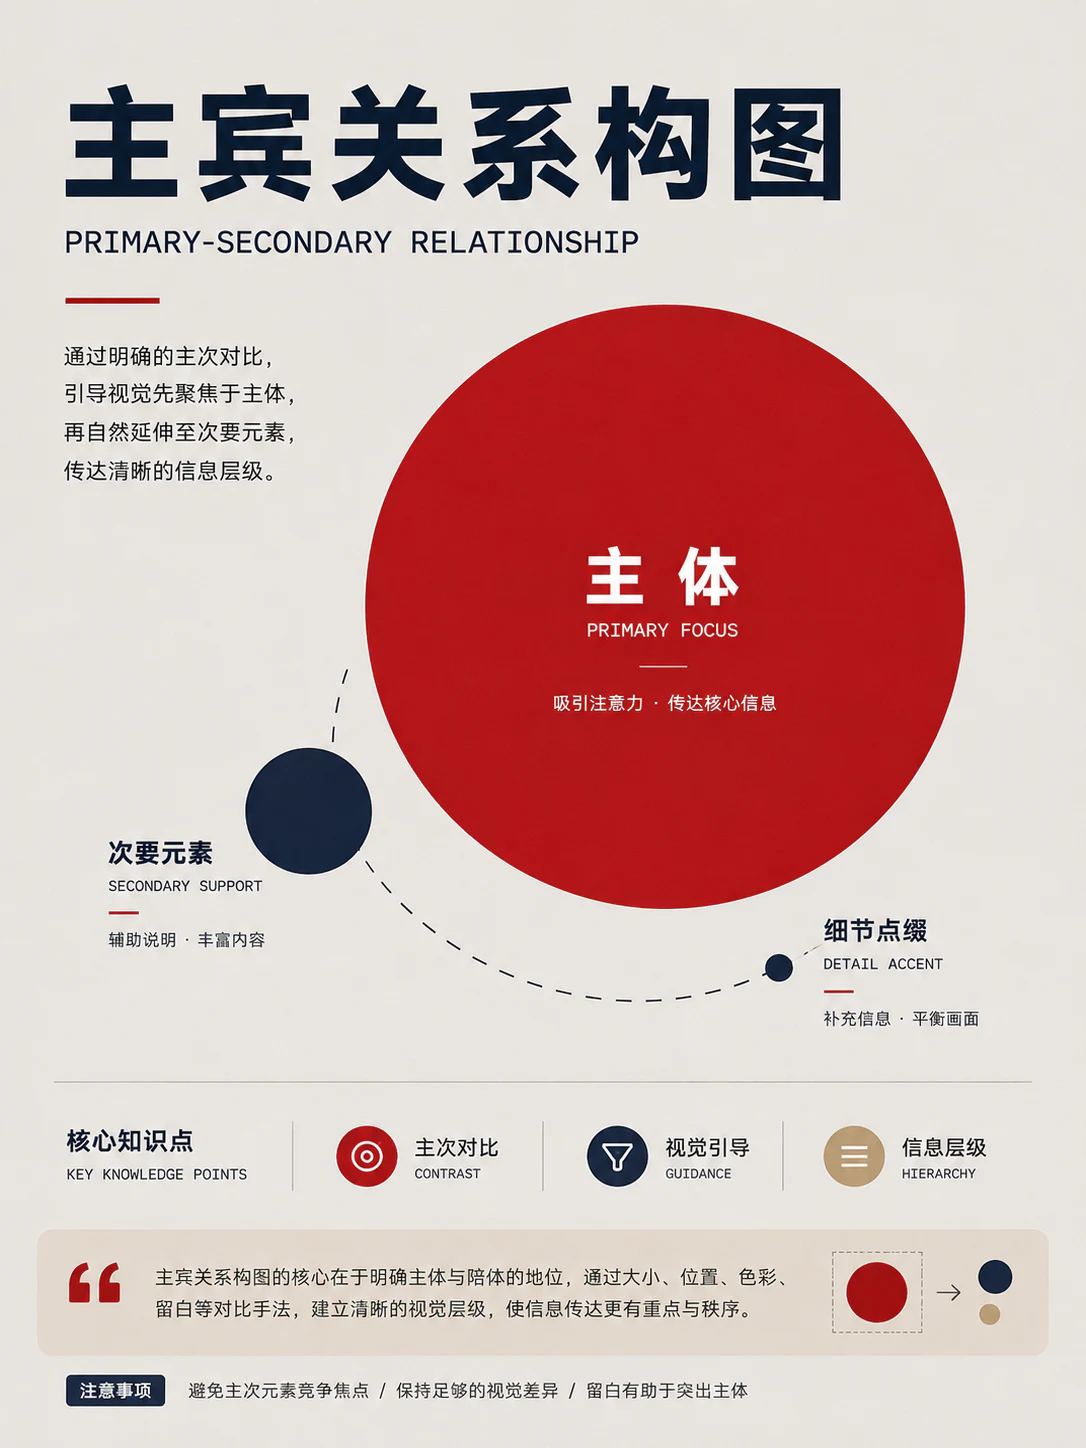 主宾关系构图
PRIMARY-SECONDARY RELATIONSHIP
通过明确的主次对比，
引导视觉先聚焦于主体，
再自然延伸至次要元素，
传达清晰的信息层级。
主体
PRIMARY FOCUS
吸引注意力 · 传达核心信息
次要元素
SECONDARY SUPPORT
辅助说明 · 丰富内容
细节点缀
DETAIL ACCENT
补充信息 · 平衡画面
核心知识点
KEY KNOWLEDGE POINTS
主次对比
CONTRAST
视觉引导
GUIDANCE
信息层级
HIERARCHY
主宾关系构图的核心在于明确主体与陪体的地位，通过大小、位置、色彩、
留白等对比手法，建立清晰的视觉层级，使信息传达更有重点与秩序。
注意事项
避免主次元素竞争焦点 / 保持足够的视觉差异 / 留白有助于突出主体